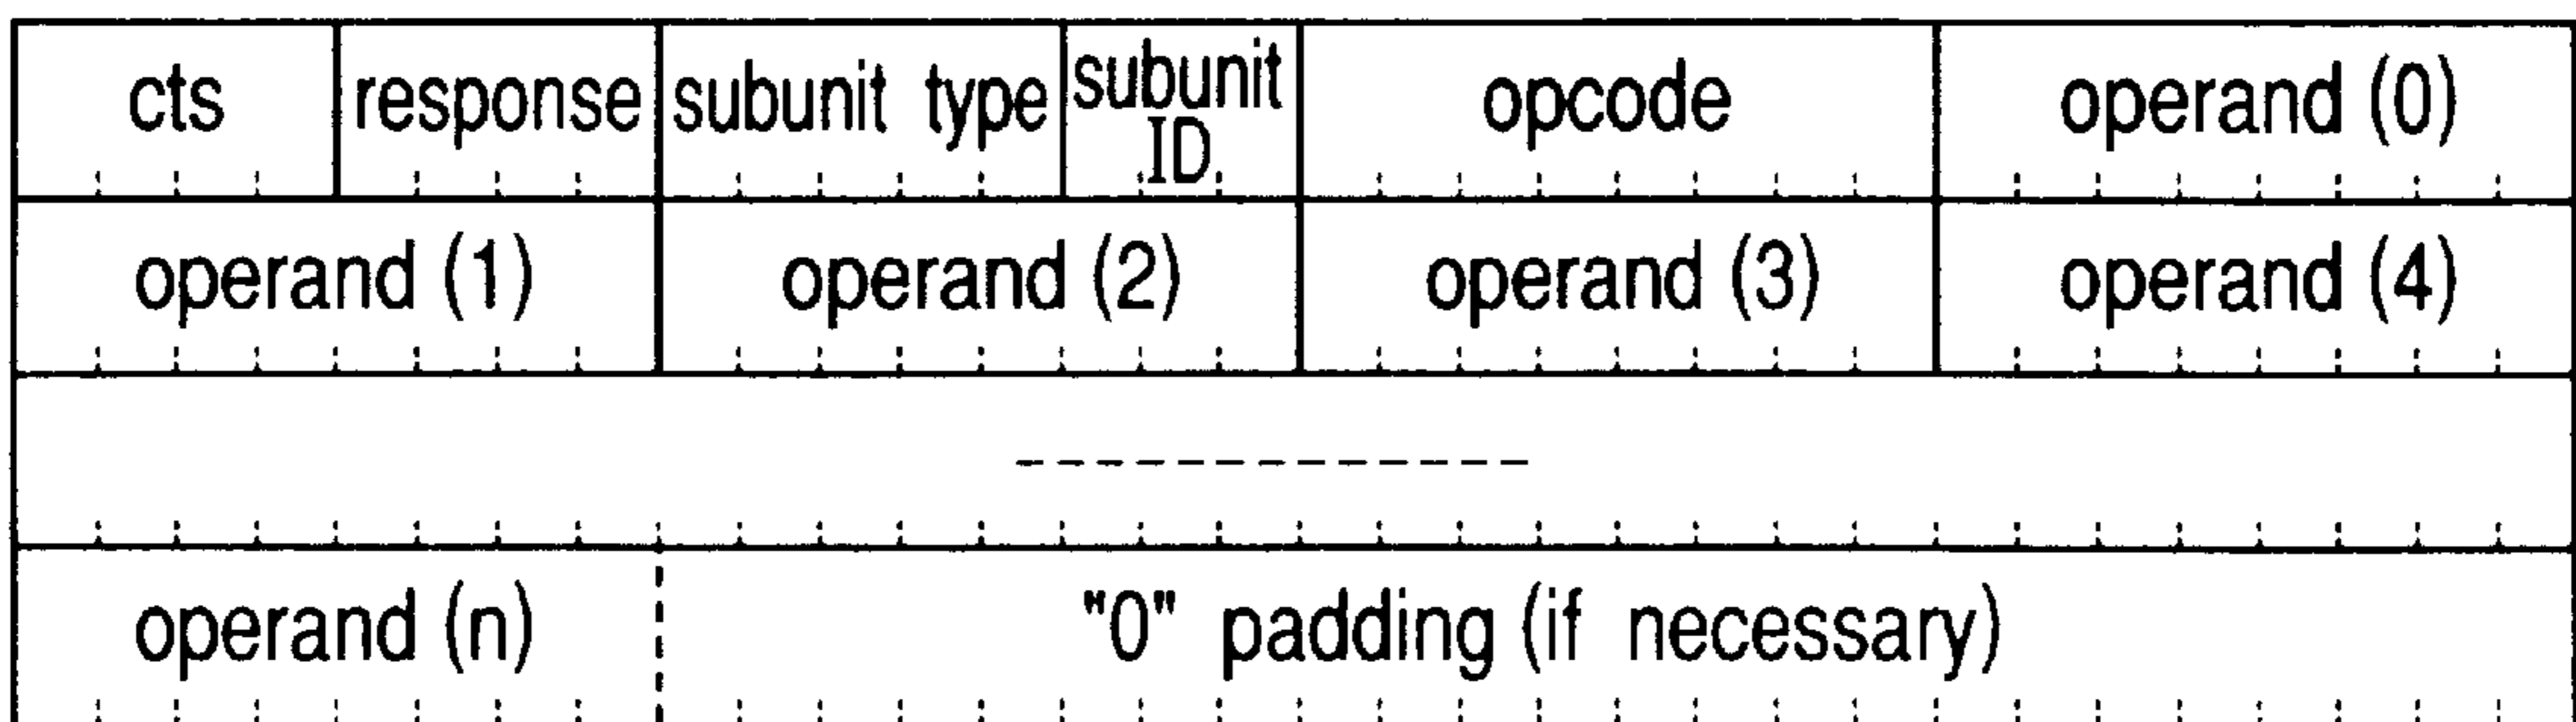 cts response subunit type subunit ID opcode operand (0)
operand (1) operand (2) operand (3) operand (4)
operand (n) "0" padding (if necessary)